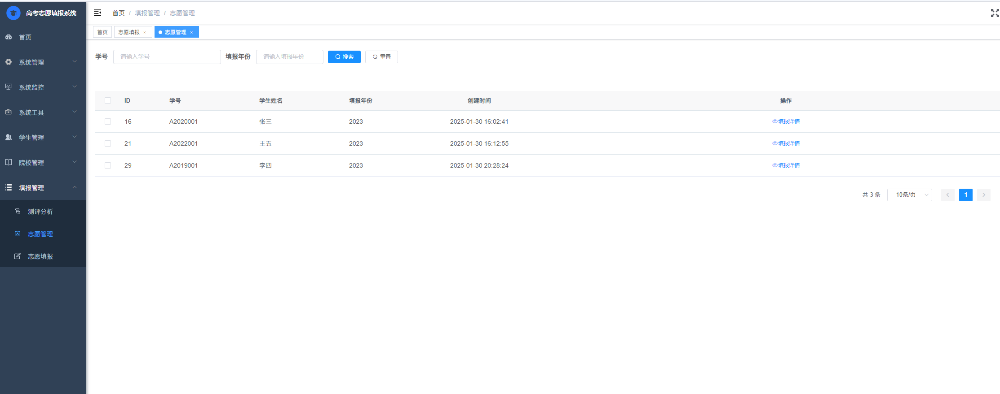 高考志愿填报系统
首页
系统管理
系统监控
系统工具
学生管理
院校管理
填报管理
测评分析
志愿管理
志愿填报
首页 / 填报管理 / 志愿管理
首页 志愿填报 × 志愿管理 ×
学号 请输入学号 填报年份 请输入填报年份 搜索 重置
ID 学号 学生姓名 填报年份 创建时间 操作
16 A2020001 张三 2023 2025-01-30 16:02:41 填报详情
21 A2022001 王五 2023 2025-01-30 16:12:55 填报详情
29 A2019001 李四 2023 2025-01-30 20:28:24 填报详情
共 3 条 10条/页 1